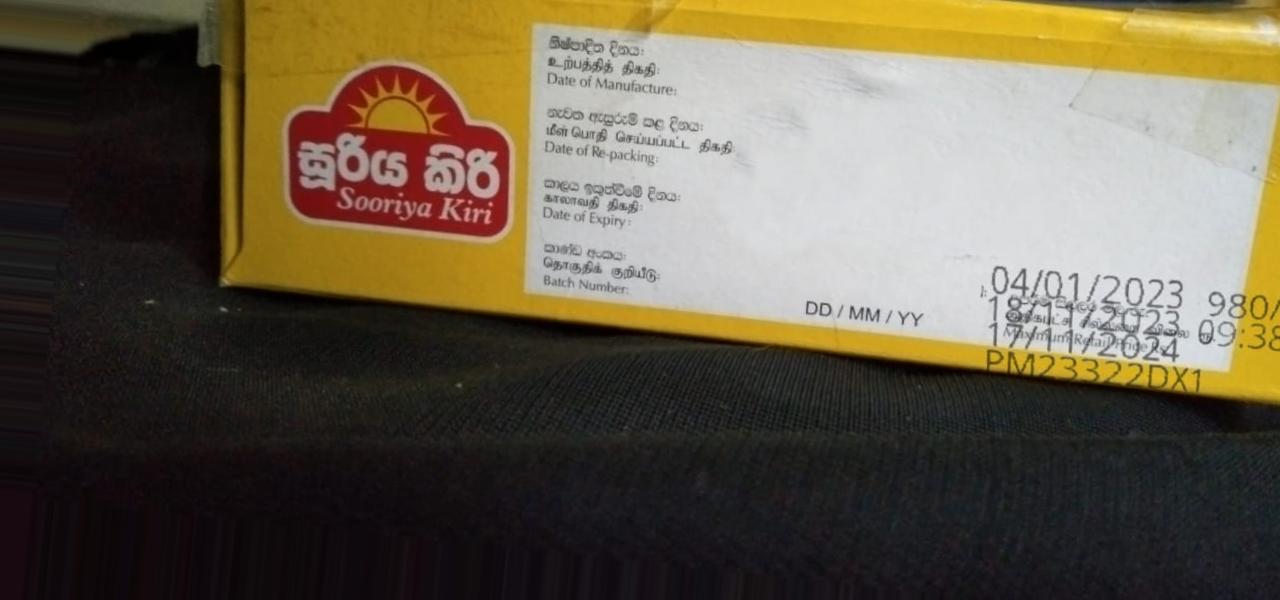 සූරිය කිරි
Sooriya Kiri
නිෂ්පාදිත දිනය:
உற்பத்தித் திகதி:
Date of Manufacture:
නැවත ඇසුරුම් කළ දිනය:
மீள் பொதி செய்யப்பட்ட திகதி:
Date of Re-packing:
කාලය ඉකුත්වීමේ දිනය:
காலாவதி திகதி:
Date of Expiry:
කාණ්ඩ අංකය:
தொகுதிக் குறியீடு:
Batch Number:
DD / MM / YY
04/01/2023 980/
18/11/2023 09:38
17/11/2024
Maximum Retail Price
PM23322DX1